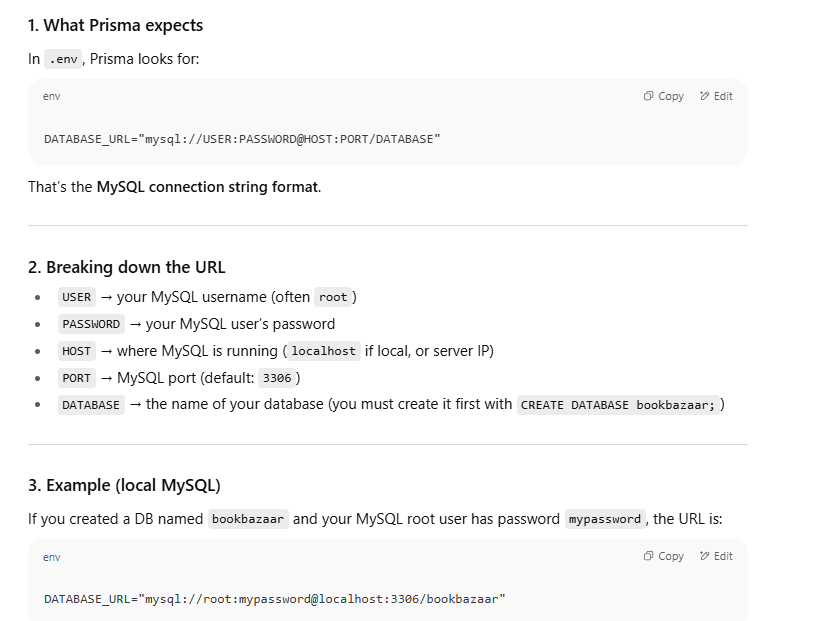 1. What Prisma expects
In .env, Prisma looks for:
env
Copy Edit
DATABASE_URL="mysql://USER:PASSWORD@HOST:PORT/DATABASE"
That's the MySQL connection string format.
2. Breaking down the URL
• USER → your MySQL username (often root)
• PASSWORD → your MySQL user's password
• HOST → where MySQL is running (localhost if local, or server IP)
• PORT → MySQL port (default: 3306)
• DATABASE → the name of your database (you must create it first with CREATE DATABASE bookbazaar;)
3. Example (local MySQL)
If you created a DB named bookbazaar and your MySQL root user has password mypassword, the URL is:
env
Copy Edit
DATABASE_URL="mysql://root:mypassword@localhost:3306/bookbazaar"